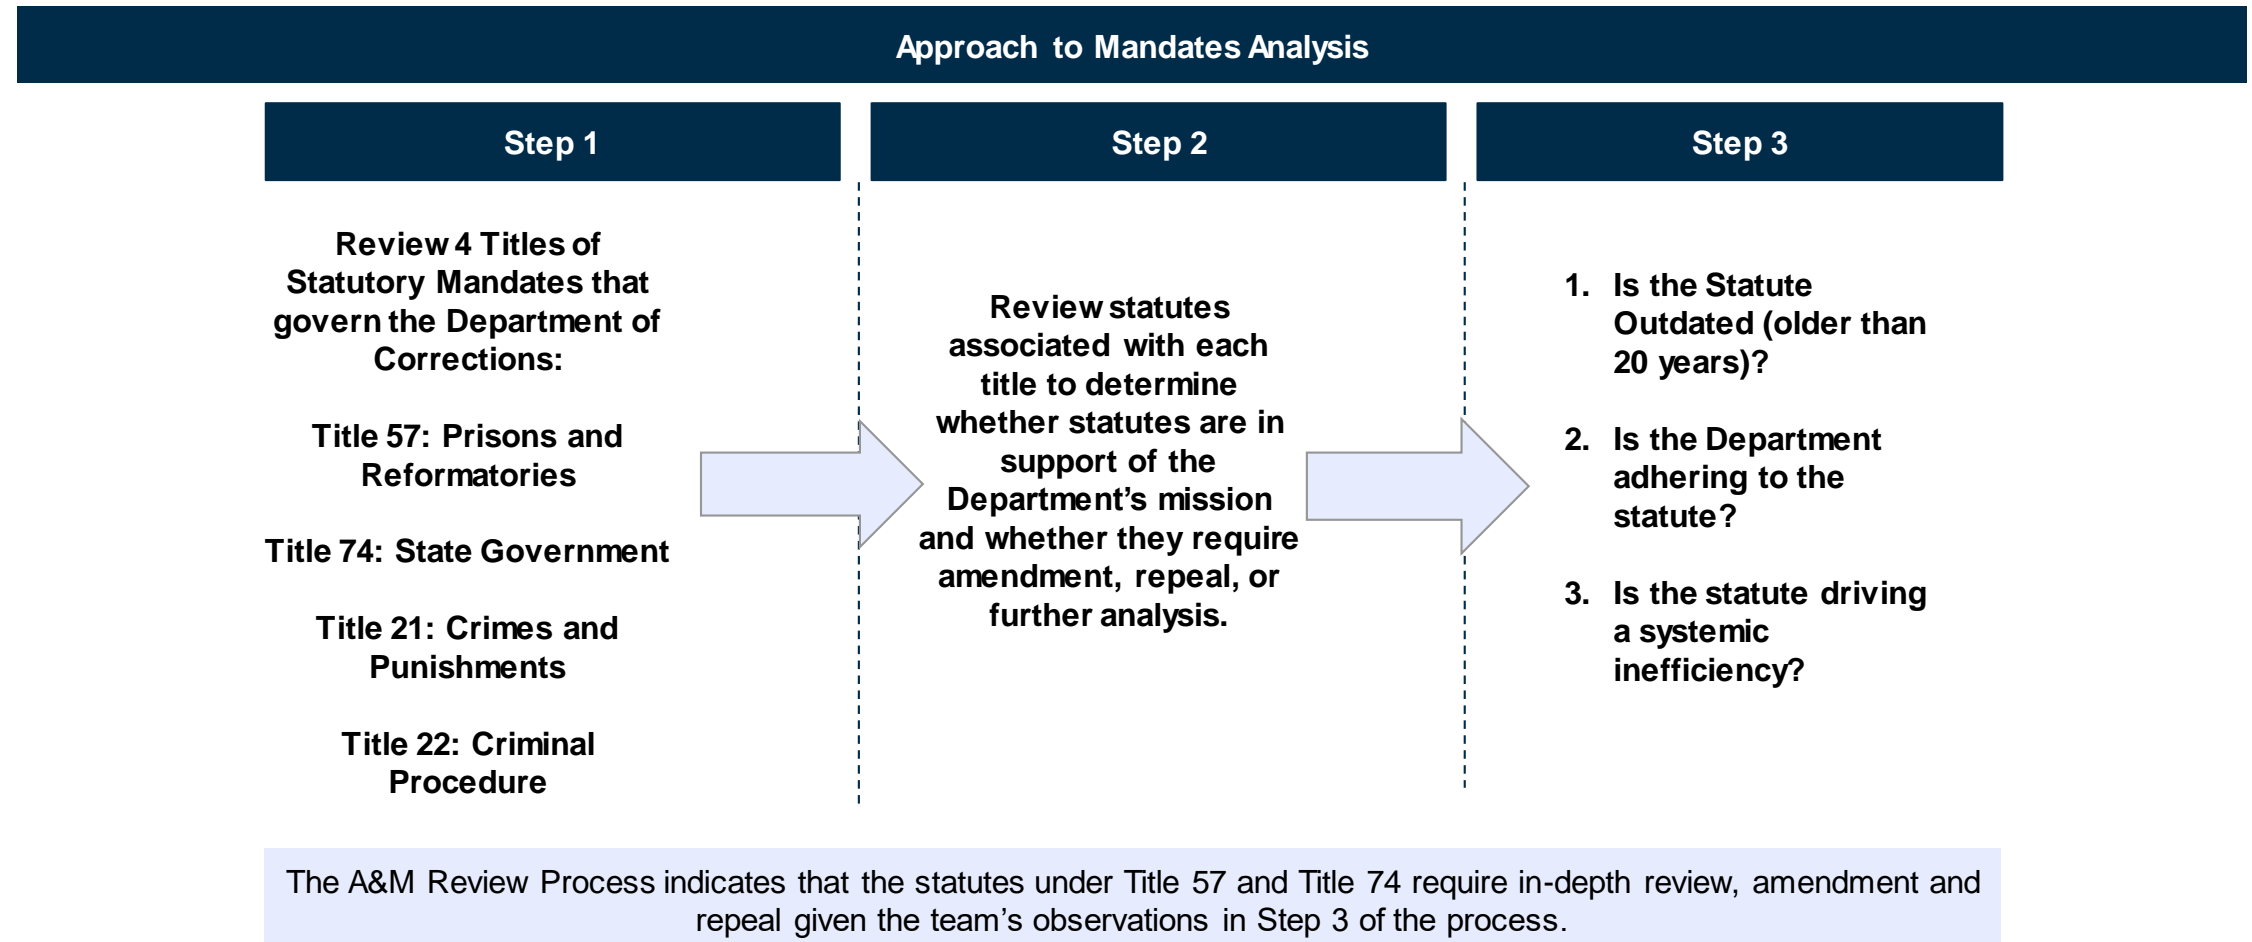 Approach to Mandates Analysis
Step 1
Review 4 Titles of
Statutory Mandates that
govern the Department of
Corrections:
Title 57: Prisons and
Reformatories
Title 74: State Government
Title 21: Crimes and
Punishments
Title 22: Criminal
Procedure
Step 2
Review statutes
associated with each
title to determine
whether statutes are in
support of the
Department’s mission
and whether they require
amendment, repeal, or
further analysis.
Step 3
1. Is the Statute
Outdated (older than
20 years)?
2. Is the Department
adhering to the
statute?
3. Is the statute driving
a systemic
inefficiency?
The A&M Review Process indicates that the statutes under Title 57 and Title 74 require in-depth review, amendment and
repeal given the team’s observations in Step 3 of the process.